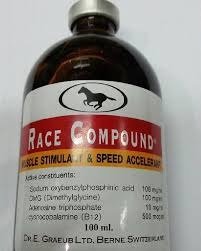 RACE COMPOUND
MUSCLE STIMULANT & SPEED ACCELERANT
Active constituents:
Sodium oxybenzylphosphinic acid 100 mg/ml
DMG (Dimethylglycine) 100 mg/ml
Adenosine triphosphate 10 mg/ml
cyanocobalamine (B12) 500 mcg/ml
100 ml.
DR. E. GRAEUB LTD. BERNE SWITZERLAND